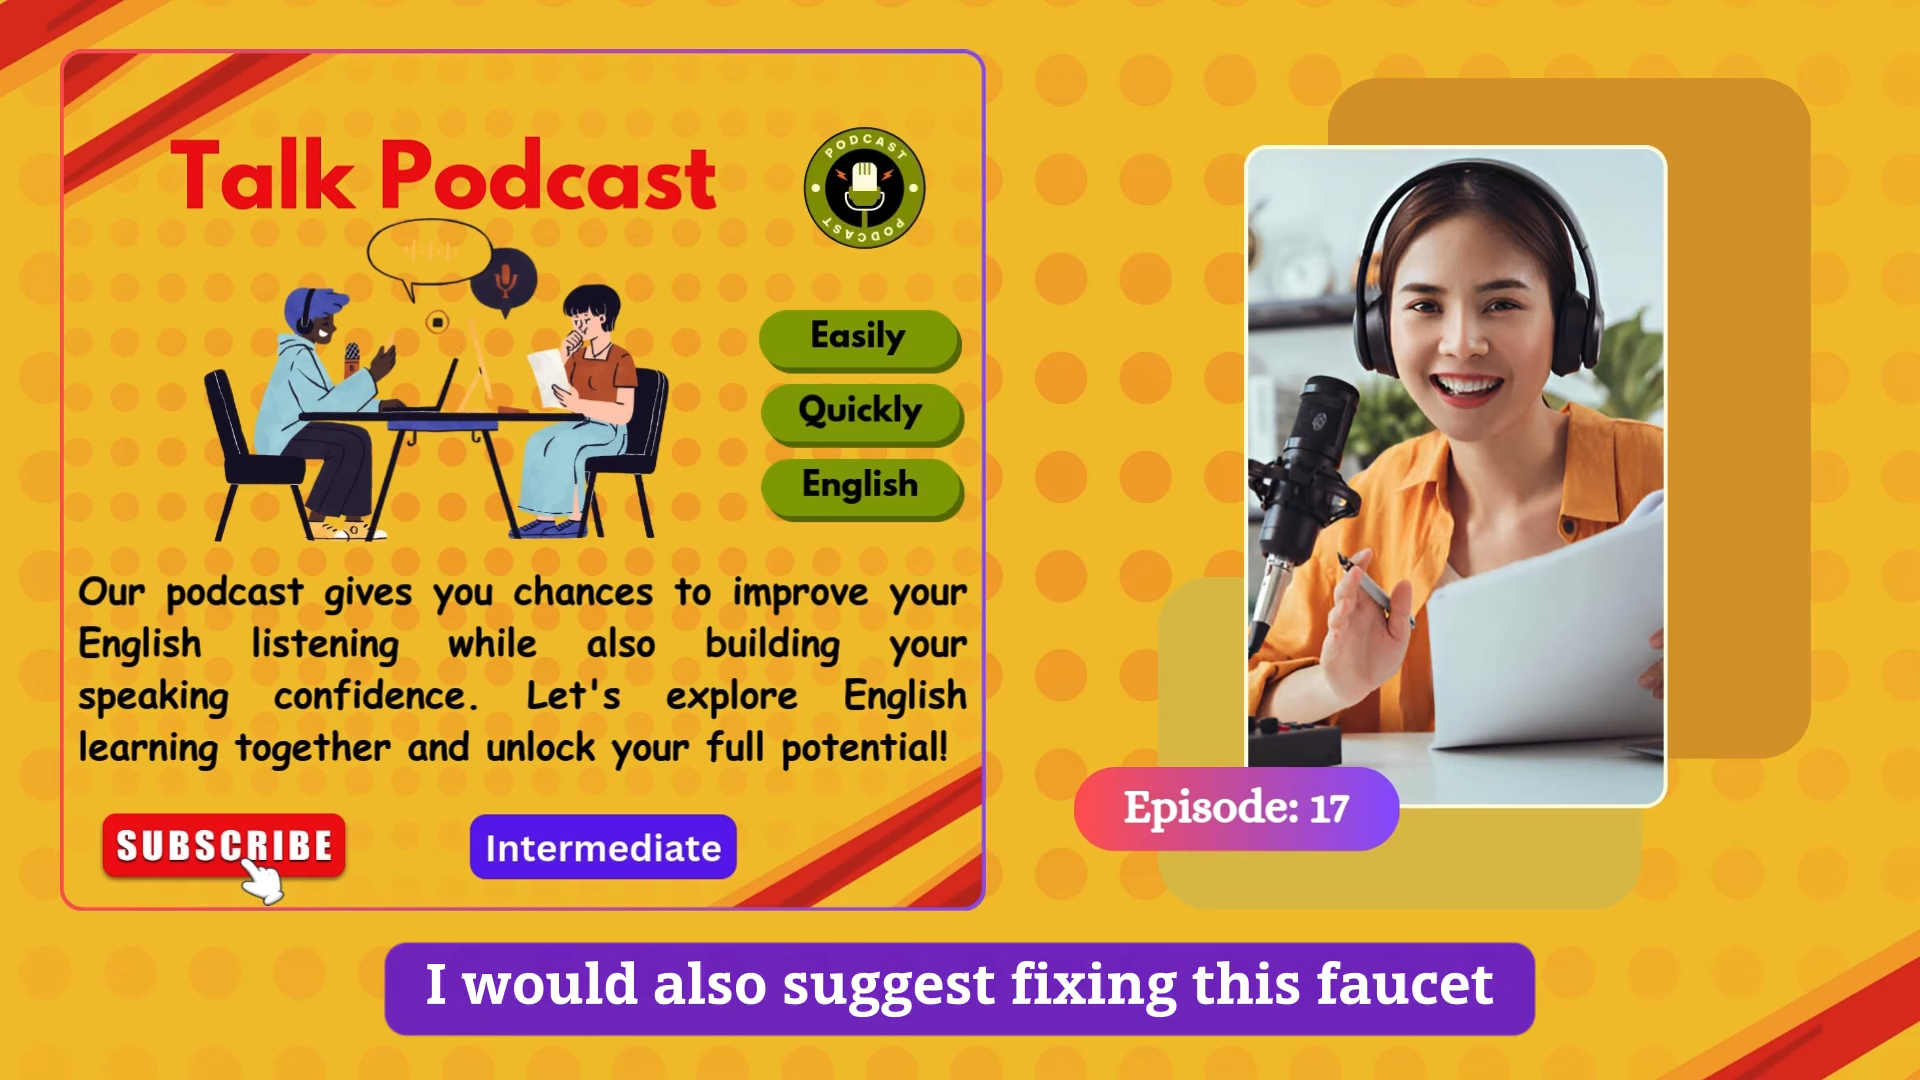 Talk Podcast
PODCAST
PODCAST
Easily
Quickly
English
Our podcast gives you chances to improve your
English listening while also building your
speaking confidence. Let's explore English
learning together and unlock your full potential!
SUBSCRIBE
Intermediate
Episode: 17
I would also suggest fixing this faucet